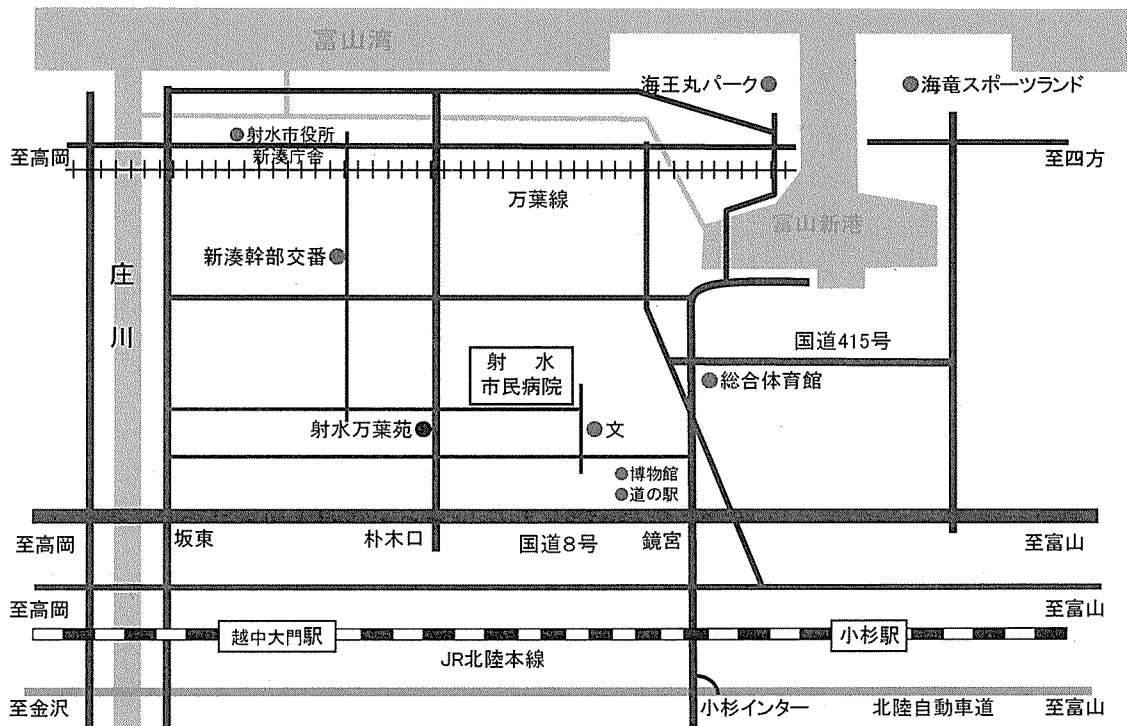 富山湾
海王丸パーク
海竜スポーツランド
射水市役所
新湊庁舎
至高岡
至四方
万葉線
富山新港
新湊幹部交番
庄川
国道415号
射水
市民病院
総合体育館
射水万葉苑
文
博物館
道の駅
至高岡
坂東
朴木口
国道8号
鏡宮
至富山
至高岡
至富山
越中大門駅
小杉駅
JR北陸本線
至金沢
小杉インター
北陸自動車道
至富山